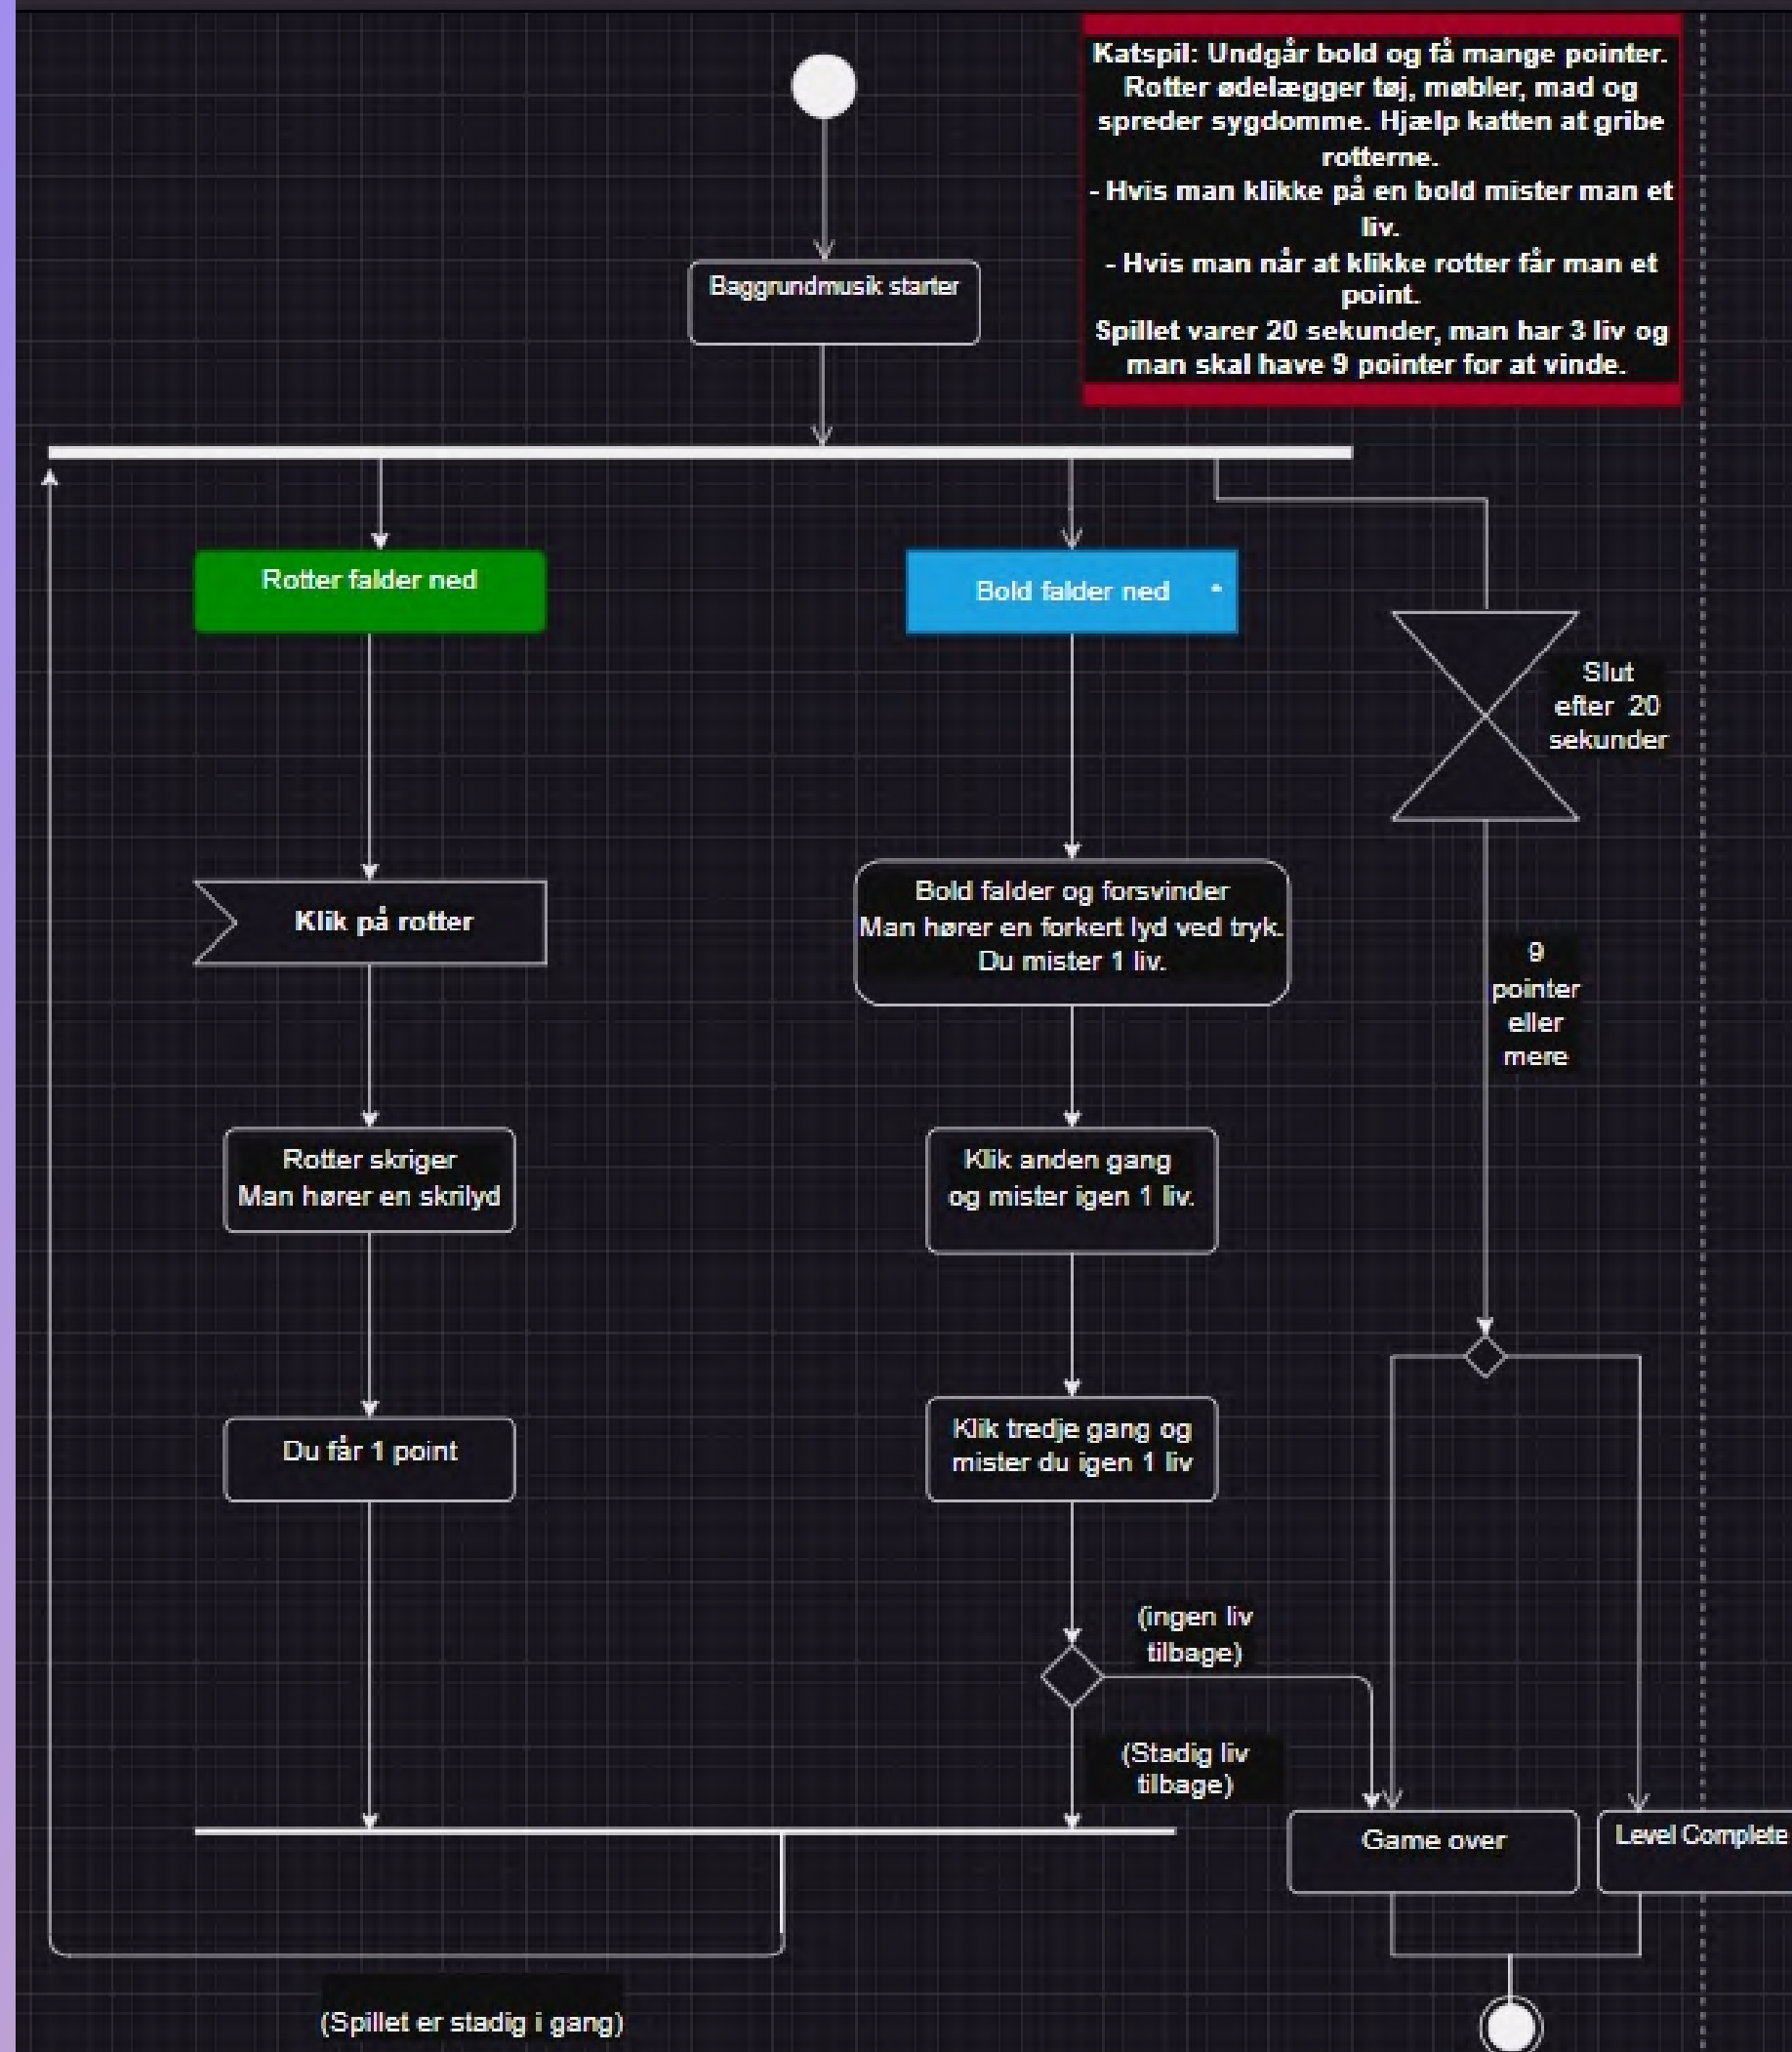 Katspil: Undgår bold og få mange pointer.
Rotter ødelægger tøj, møbler, mad og
spreder sygdomme. Hjælp katten at gribe
rotterne.
- Hvis man klikke på en bold mister man et
liv.
- Hvis man når at klikke rotter får man et
point.
Spillet varer 20 sekunder, man har 3 liv og
man skal have 9 pointer for at vinde.
Baggrundmusik starter
Rotter falder ned
Bold falder ned
Slut
efter 20
sekunder
Klik på rotter
Bold falder og forsvinder
Man hører en forkert lyd ved tryk.
Du mister 1 liv.
9
pointer
eller
mere
Rotter skriger
Man hører en skrilyd
Klik anden gang
og mister igen 1 liv.
Du får 1 point
Klik tredje gang og
mister du igen 1 liv
(ingen liv
tilbage)
(Stadig liv
tilbage)
Game over
Level Complete
(Spillet er stadig i gang)